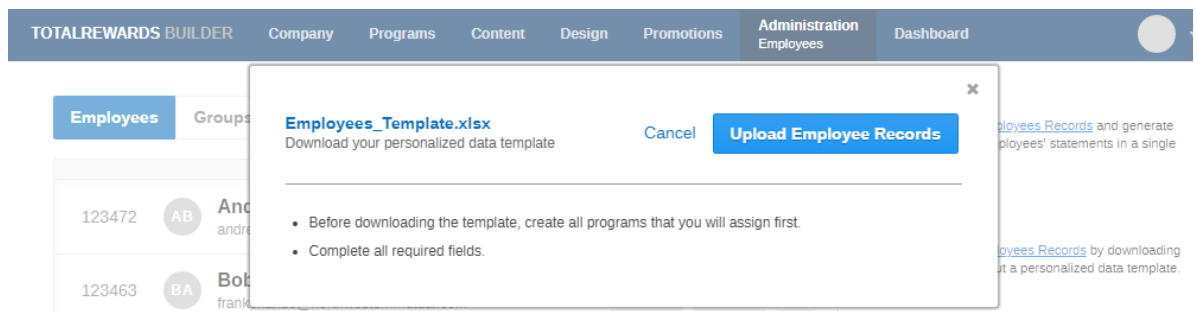 TOTALREWARDS BUILDER Company Programs Content Design Promotions Administration Dashboard
Employees
Employees Groups
Employees_Template.xlsx
Download your personalized data template
Cancel Upload Employee Records
ployees Records and generate
ployees' statements in a single
Before downloading the template, create all programs that you will assign first.
Complete all required fields.
123472 AB And
andre
oyees Records by downloading
ut a personalized data template.
123463 BA Bob